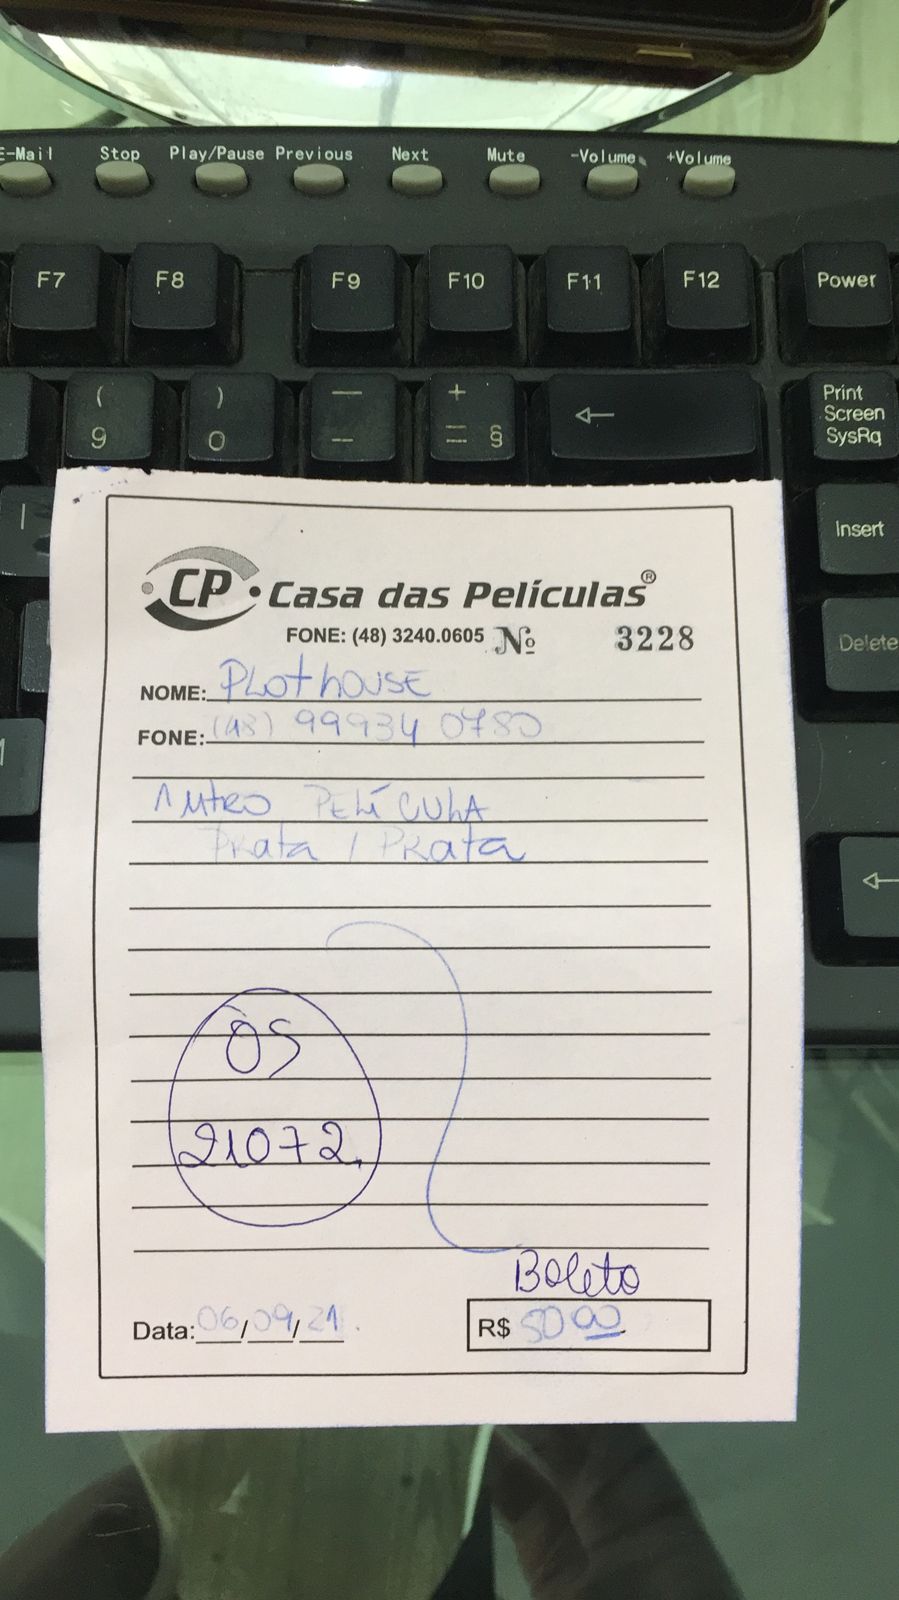 E-Mail Stop Play/Pause Previous Next Mute -Volume +Volume
F7 F8 F9 F10 F11 F12 Power
( ) — + ← Print Screen SysRq
9 0 -- = §
Insert
CP Casa das Películas®
FONE: (48) 3240.0605 Nº 3228
Delete
NOME: PLOTHOUSE
FONE: (48) 99934 0780
1 MTRO PELÍCULA
PRata / PRata
←
OS
21072
Boleto
Data: 06/09/21 R$ 50 00